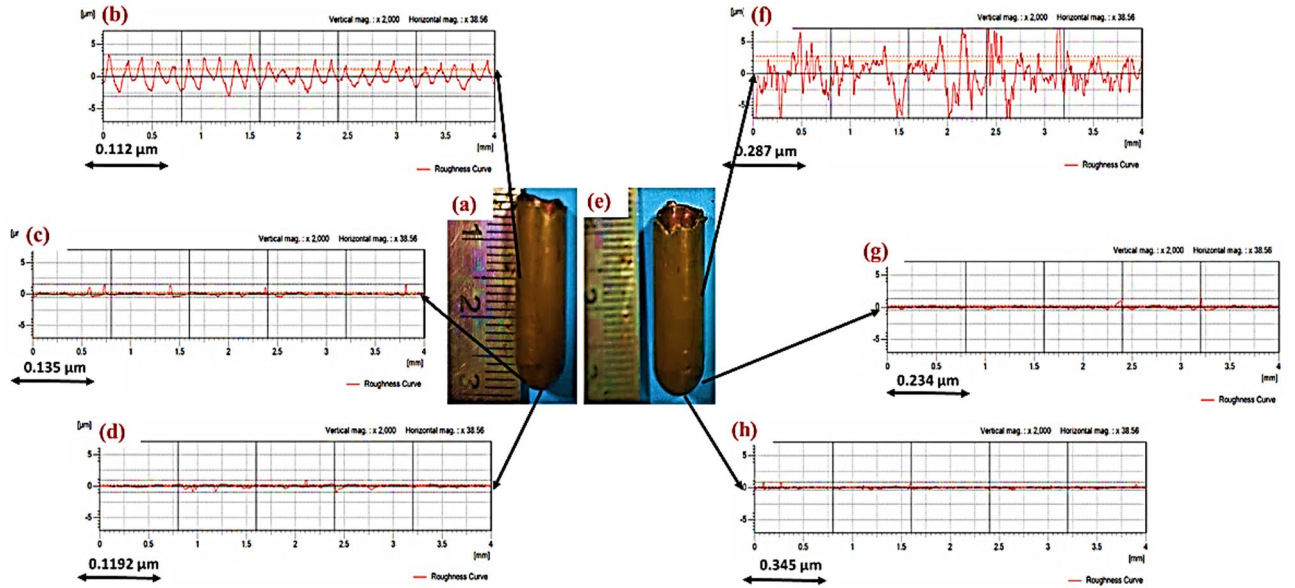 (b)
[µm]
Vertical mag. : x 2,000 Horizontal mag. : x 38.56
5
0
-5
0 0.5 1 1.5 2 2.5 3 3.5 4
[mm]
0.112 µm
Roughness Curve
(f)
[µm]
Vertical mag. : x 2,000 Horizontal mag. : x 38.56
5
0
-5
0 0.5 1 1.5 2 2.5 3 3.5 4
[mm]
0.287 µm
Roughness Curve
(a)
1
2
3
(e)
(c)
Vertical mag. : x 2,000 Horizontal mag. : x 38.56
5
0
-5
0 0.5 1 1.5 2 2.5 3 3.5 4
[mm]
0.135 µm
Roughness Curve
(g)
[µm]
Vertical mag. : x 2,000 Horizontal mag. : x 38.56
5
0
-5
0 0.5 1 1.5 2 2.5 3 3.5 4
[mm]
0.234 µm
Roughness Curve
(d)
[µm]
Vertical mag. : x 2,000 Horizontal mag. : x 38.56
5
0
-5
0 0.5 1 1.5 2 2.5 3 3.5 4
[mm]
0.1192 µm
Roughness Curve
(h)
[µm]
Vertical mag. : x 2,000 Horizontal mag. : x 38.56
5
0
-5
0 0.5 1 1.5 2 2.5 3 3.5 4
[mm]
0.345 µm
Roughness Curve